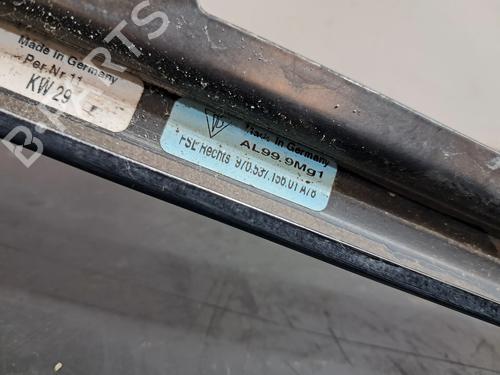 Made in Germany
Per.Nr.11
KW 29
Made in Germany
AL99.9M91
FSE Rechts 970.537.156.01 A78
B-PARTS